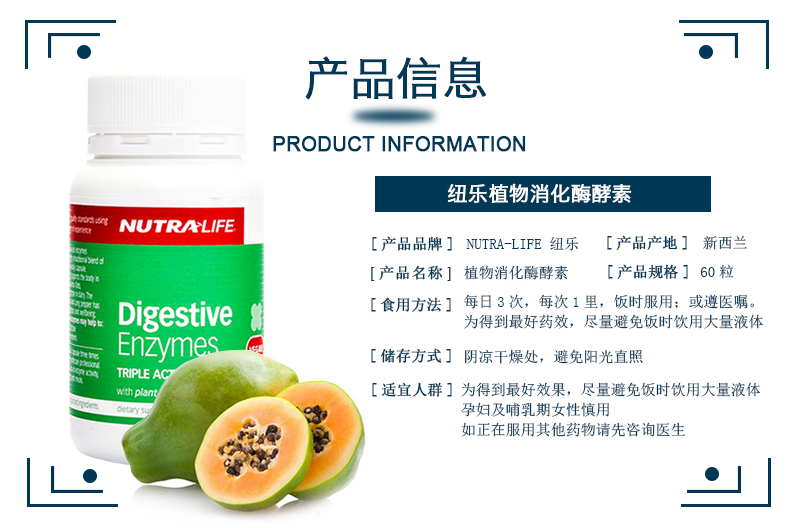 产品信息
PRODUCT INFORMATION
纽乐植物消化酶酵素
[ 产品品牌 ] NUTRA-LIFE 纽乐 [ 产品产地 ] 新西兰
[ 产品名称 ] 植物消化酶酵素 [ 产品规格 ] 60 粒
[ 食用方法 ] 每日 3 次，每次 1 里，饭时服用；或遵医嘱。
为得到最好药效，尽量避免饭时饮用大量液体
[ 储存方式 ] 阴凉干燥处，避免阳光直照
[ 适宜人群 ] 为得到最好效果，尽量避免饭时饮用大量液体
孕妇及哺乳期女性慎用
如正在服用其他药物请先咨询医生
standards using
experience
NUTRA-LIFE
Digestive
Enzymes
TRIPLE ACT
with plant
dietary sup